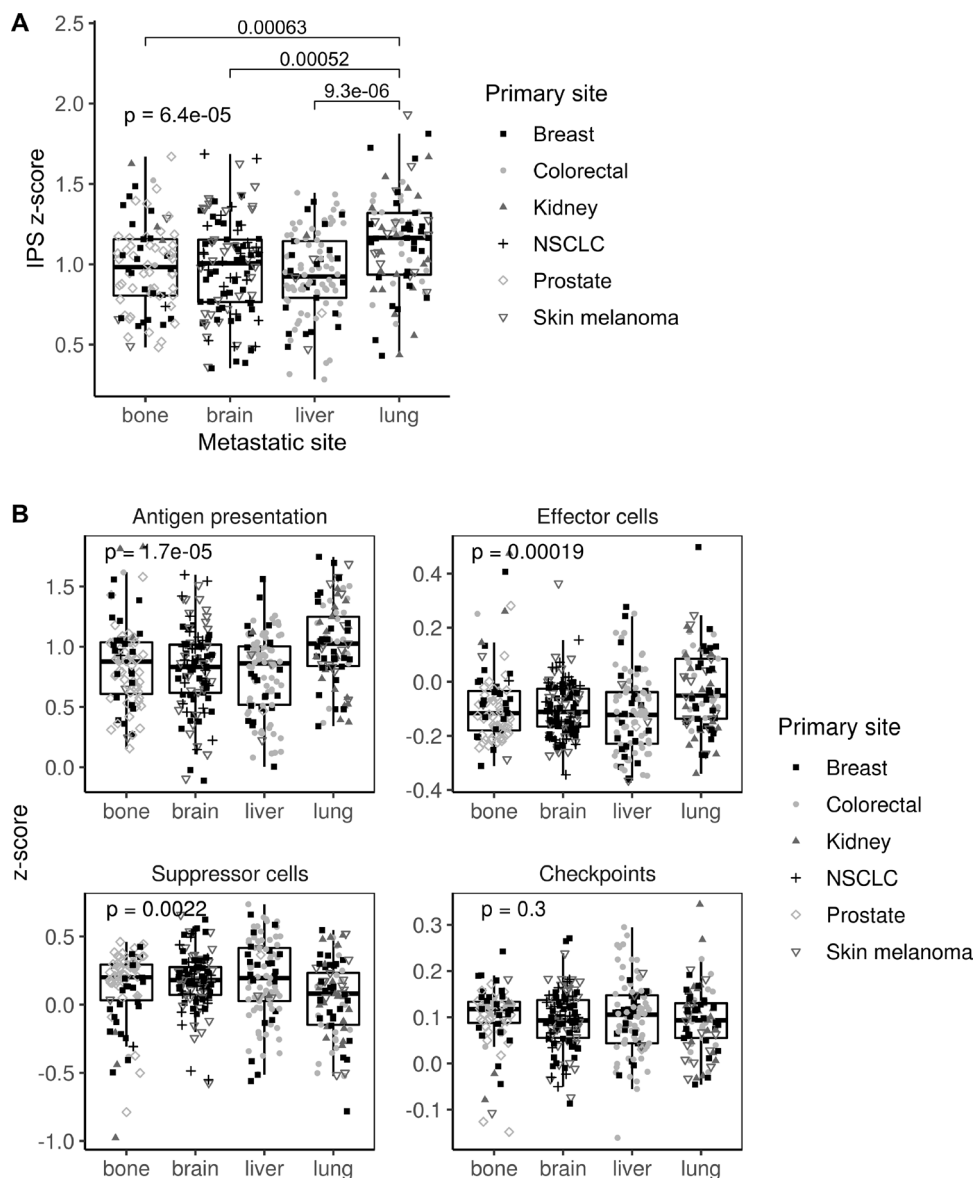 A
2.5
2.0
1.5
1.0
0.5
IPS z-score
0.00063
0.00052
9.3e-06
p = 6.4e-05
bone brain liver lung
Metastatic site
Primary site
Breast
Colorectal
Kidney
NSCLC
Prostate
Skin melanoma
B
z-score
Antigen presentation
p = 1.7e-05
1.5
1.0
0.5
0.0
bone brain liver lung
Effector cells
p = 0.00019
0.4
0.2
0.0
-0.2
-0.4
bone brain liver lung
Suppressor cells
p = 0.0022
0.5
0.0
-0.5
-1.0
bone brain liver lung
Checkpoints
p = 0.3
0.3
0.2
0.1
0.0
-0.1
bone brain liver lung
Primary site
Breast
Colorectal
Kidney
NSCLC
Prostate
Skin melanoma